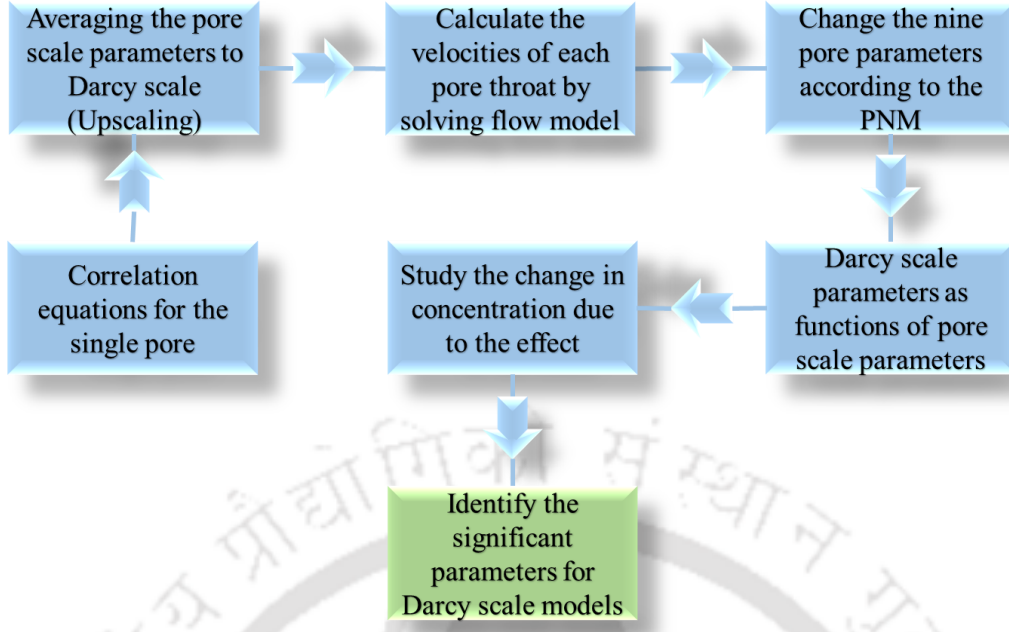 Averaging the pore
scale parameters to
Darcy scale
(Upscaling)
Calculate the
velocities of each
pore throat by
solving flow model
Change the nine
pore parameters
according to the
PNM
Correlation
equations for the
single pore
Study the change in
concentration due
to the effect
Darcy scale
parameters as
functions of pore
scale parameters
Identify the
significant
parameters for
Darcy scale models
प्रौद्योगिकी संस्थान